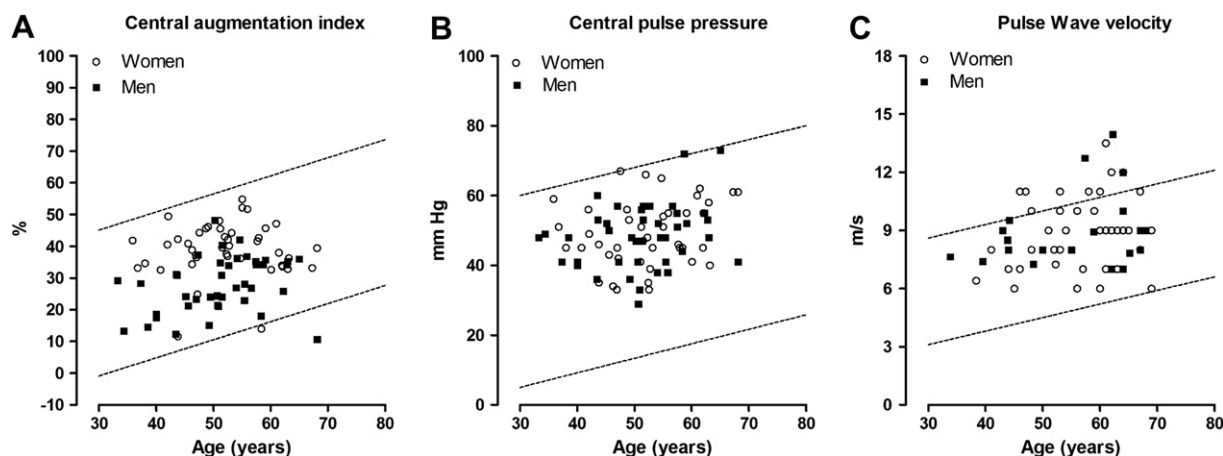 A
Central augmentation index
100
90
80
70
60
50
40
30
20
10
0
-10
%
Women
Men
30 40 50 60 70 80
Age (years)
B
Central pulse pressure
100
80
60
40
20
0
mm Hg
Women
Men
30 40 50 60 70 80
Age (years)
C
Pulse Wave velocity
18
15
12
9
6
3
0
m/s
Women
Men
30 40 50 60 70 80
Age (years)